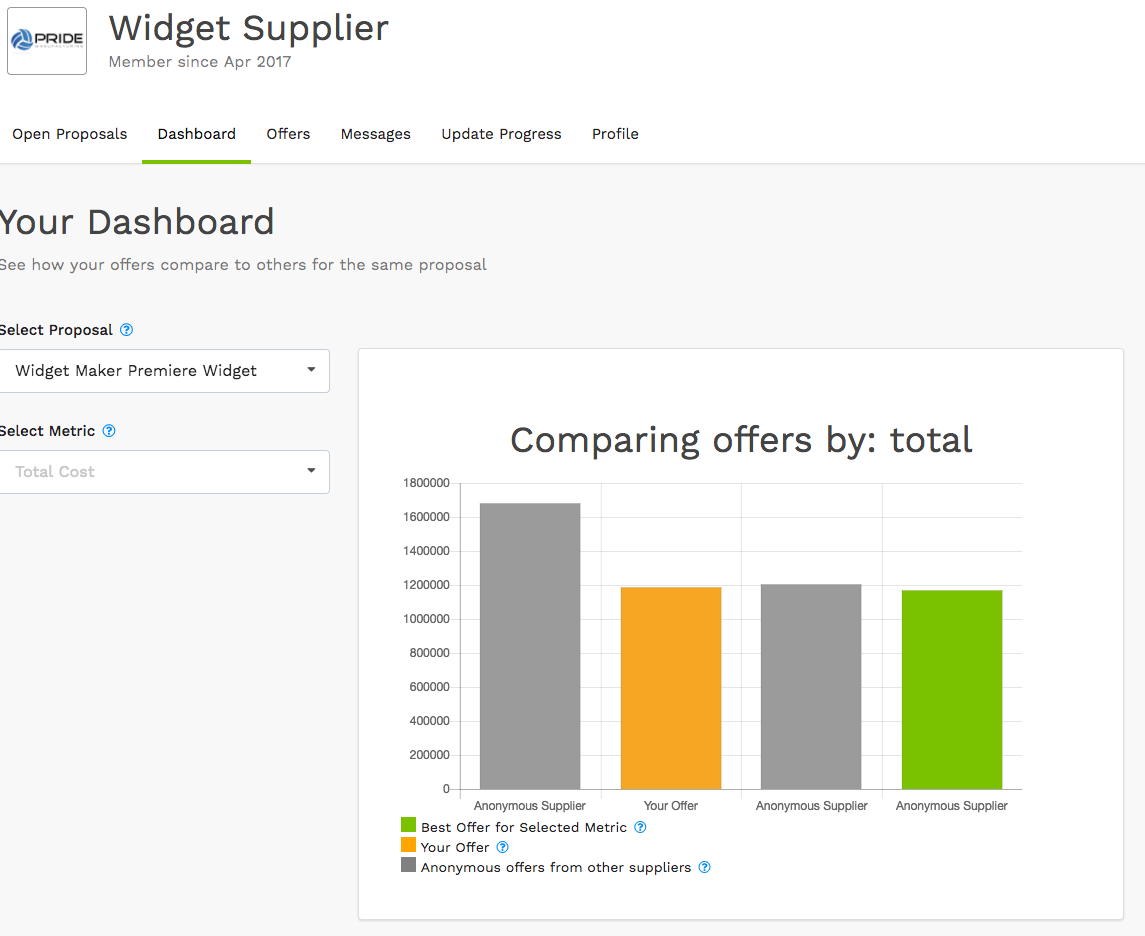 PRIDE
MANUFACTURING
Widget Supplier
Member since Apr 2017
Open Proposals Dashboard Offers Messages Update Progress Profile
Your Dashboard
See how your offers compare to others for the same proposal
Select Proposal ?
Widget Maker Premiere Widget
Select Metric ?
Total Cost
Comparing offers by: total
1800000
1600000
1400000
1200000
1000000
800000
600000
400000
200000
0
Anonymous Supplier Your Offer Anonymous Supplier Anonymous Supplier
Best Offer for Selected Metric ?
Your Offer ?
Anonymous offers from other suppliers ?